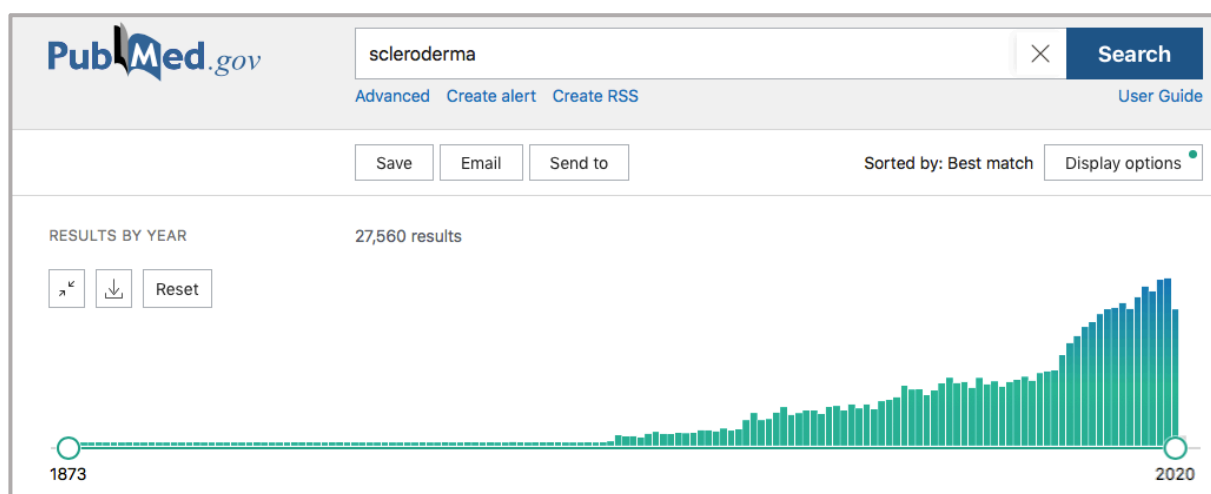 PubMed.gov
scleroderma
Search
Advanced Create alert Create RSS
User Guide
Save Email Send to
Sorted by: Best match Display options
RESULTS BY YEAR
27,560 results
Reset
1873
2020